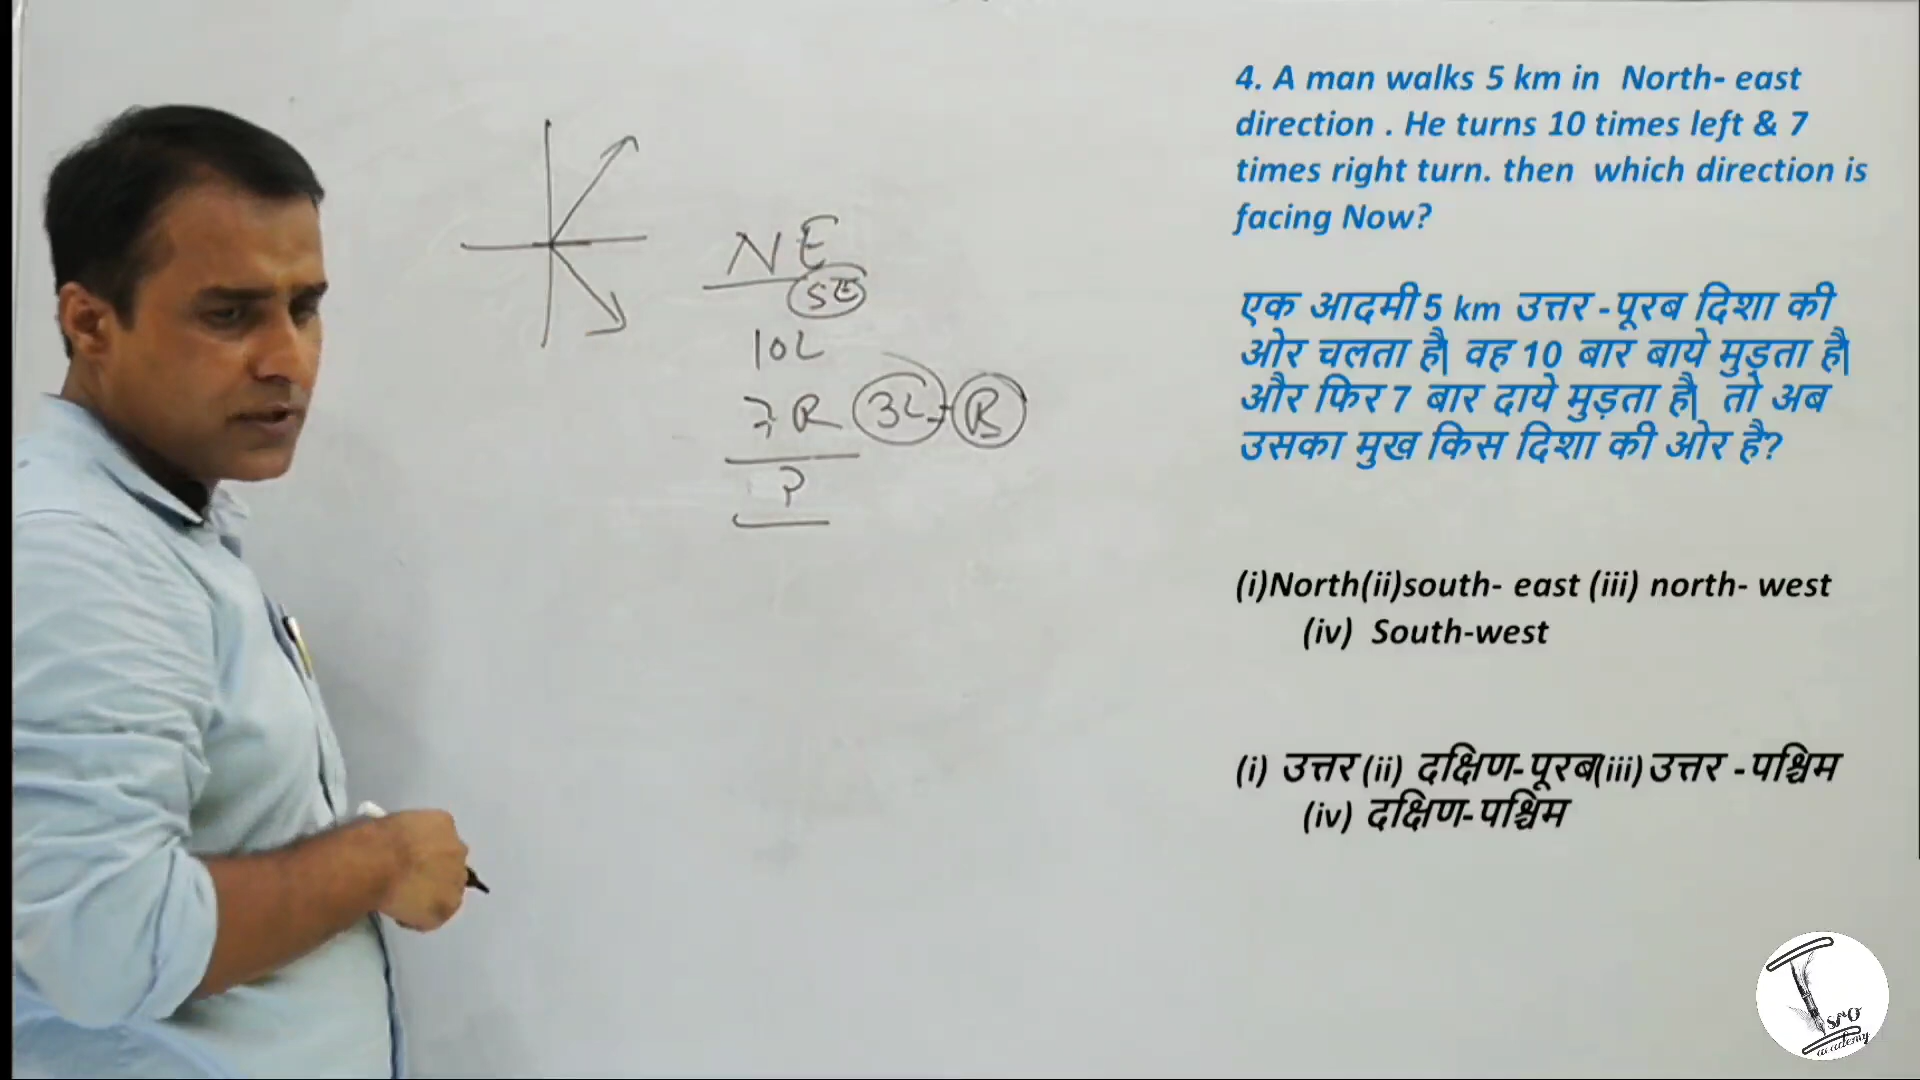 NE
SE
10L
7R 3L = R
?
4. A man walks 5 km in North- east
direction . He turns 10 times left & 7
times right turn. then which direction is
facing Now?
एक आदमी 5 km उत्तर -पूरब दिशा की
ओर चलता है| वह 10 बार बाये मुड़ता है|
और फिर 7 बार दाये मुड़ता है| तो अब
उसका मुख किस दिशा की ओर है?
(i)North(ii)south- east (iii) north- west
(iv) South-west
(i) उत्तर (ii) दक्षिण-पूरब(iii) उत्तर -पश्चिम
(iv) दक्षिण-पश्चिम
Isro
academy